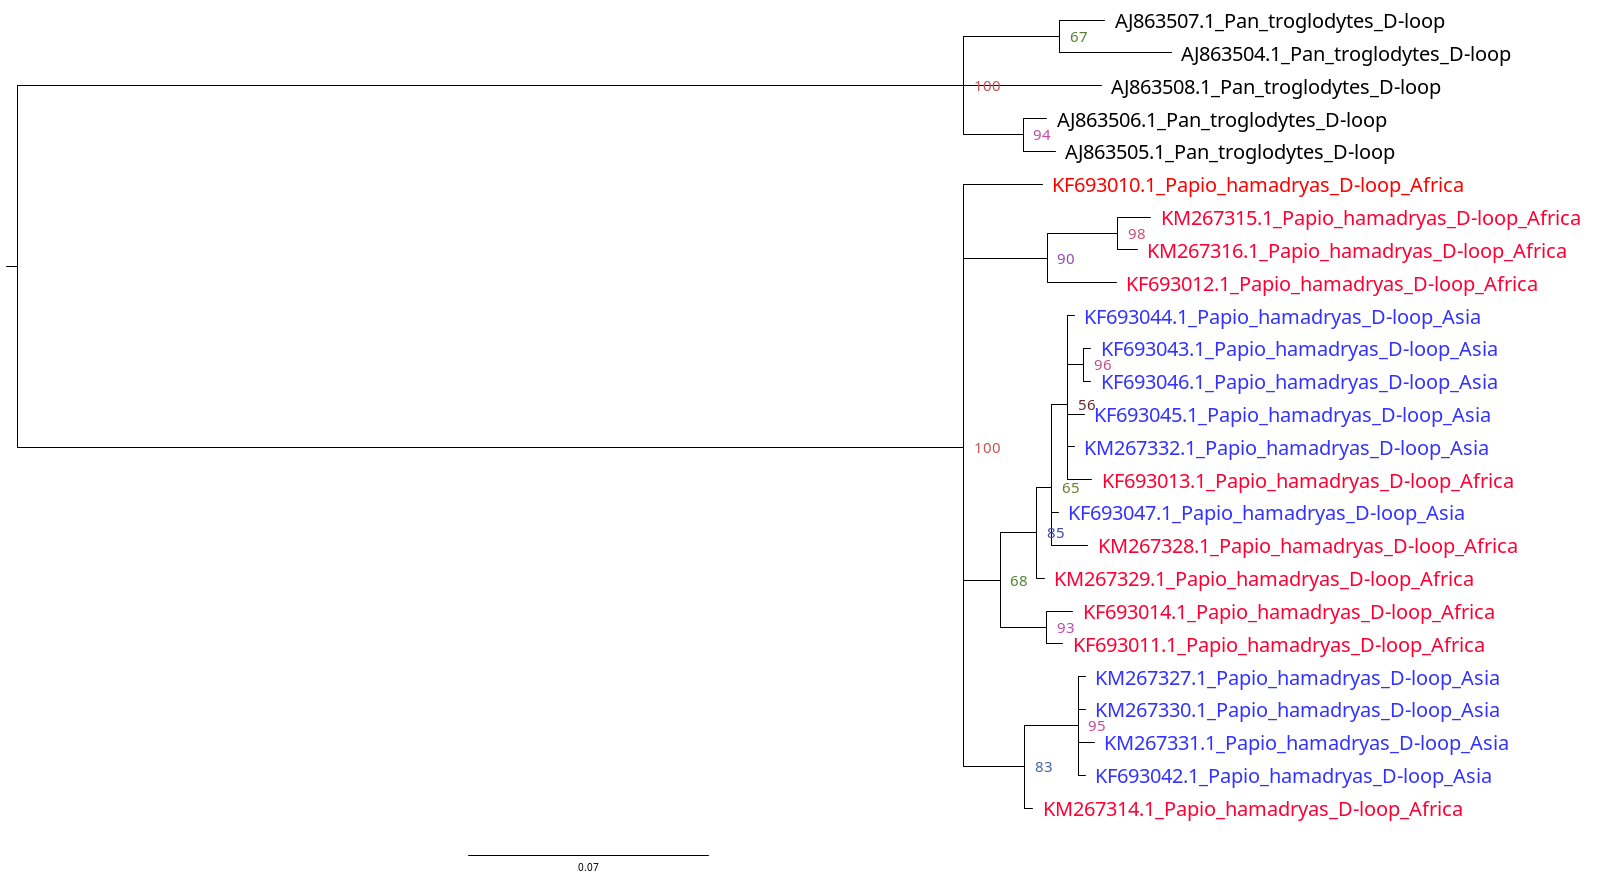 AJ863507.1_Pan_troglodytes_D-loop
67
AJ863504.1_Pan_troglodytes_D-loop
100
AJ863508.1_Pan_troglodytes_D-loop
AJ863506.1_Pan_troglodytes_D-loop
94
AJ863505.1_Pan_troglodytes_D-loop
KF693010.1_Papio_hamadryas_D-loop_Africa
KM267315.1_Papio_hamadryas_D-loop_Africa
98
KM267316.1_Papio_hamadryas_D-loop_Africa
90
KF693012.1_Papio_hamadryas_D-loop_Africa
KF693044.1_Papio_hamadryas_D-loop_Asia
KF693043.1_Papio_hamadryas_D-loop_Asia
96
KF693046.1_Papio_hamadryas_D-loop_Asia
56
KF693045.1_Papio_hamadryas_D-loop_Asia
100
KM267332.1_Papio_hamadryas_D-loop_Asia
KF693013.1_Papio_hamadryas_D-loop_Africa
65
KF693047.1_Papio_hamadryas_D-loop_Asia
85
KM267328.1_Papio_hamadryas_D-loop_Africa
68
KM267329.1_Papio_hamadryas_D-loop_Africa
KF693014.1_Papio_hamadryas_D-loop_Africa
93
KF693011.1_Papio_hamadryas_D-loop_Africa
KM267327.1_Papio_hamadryas_D-loop_Asia
KM267330.1_Papio_hamadryas_D-loop_Asia
95
KM267331.1_Papio_hamadryas_D-loop_Asia
83
KF693042.1_Papio_hamadryas_D-loop_Asia
KM267314.1_Papio_hamadryas_D-loop_Africa
0.07